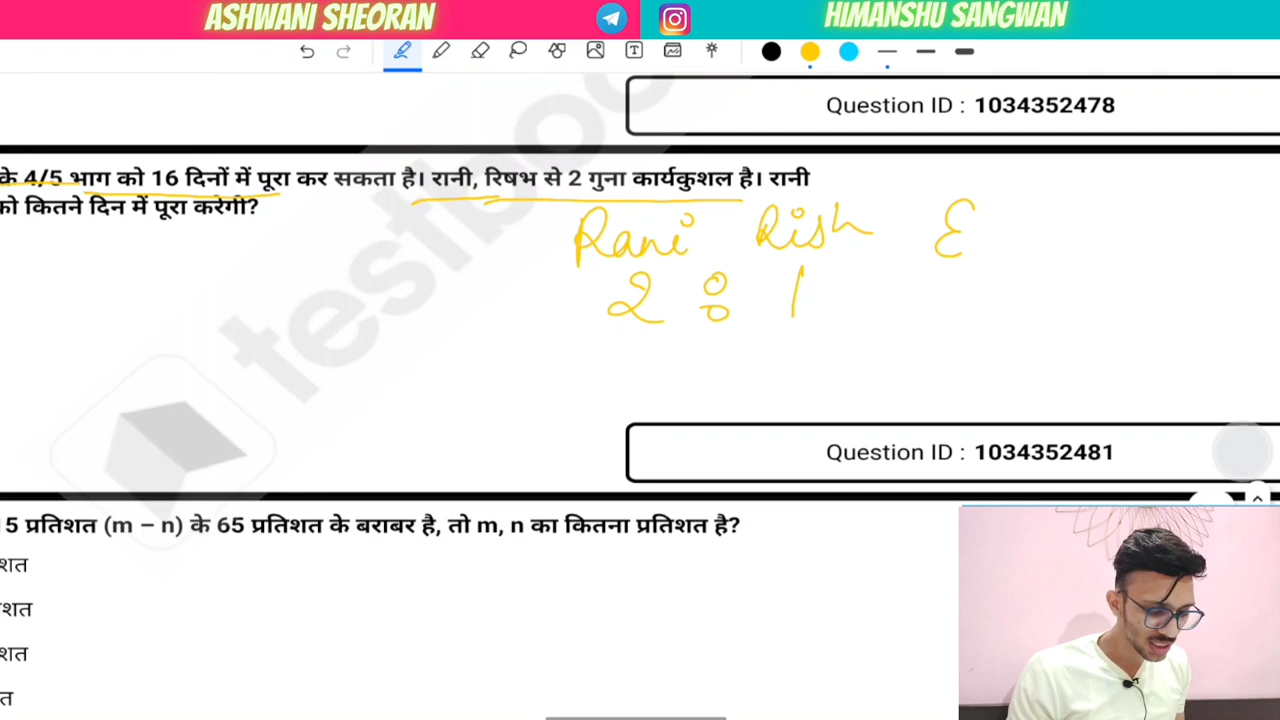 ASHWANI SHEORAN
HIMANSHU SANGWAN
Question ID : 1034352478
के 4/5 भाग को 16 दिनों में पूरा कर सकता है। रानी, रिषभ से 2 गुना कार्यकुशल है। रानी
को कितने दिन में पूरा करेगी?
Rani Rish E
2 : 1
testboo
Question ID : 1034352481
15 प्रतिशत (m – n) के 65 प्रतिशत के बराबर है, तो m, n का कितना प्रतिशत है?
शत
शत
शत
त